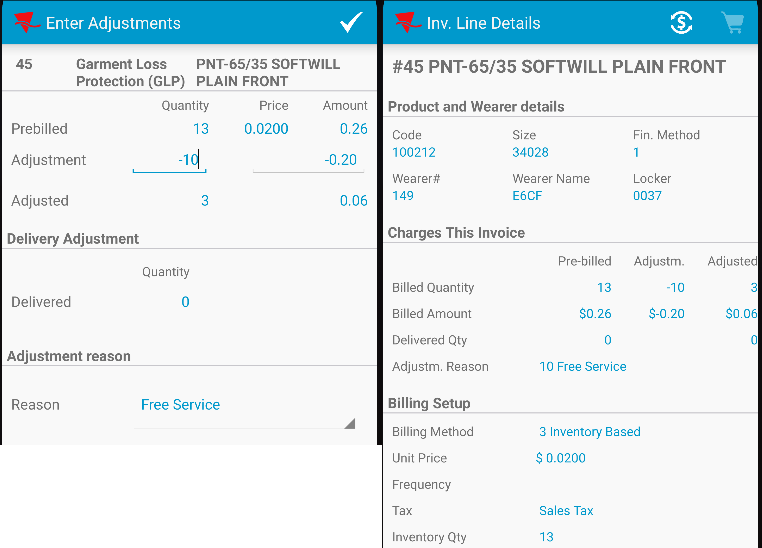 Enter Adjustments
45 Garment Loss PNT-65/35 SOFTWILL
Protection (GLP) PLAIN FRONT
Quantity Price Amount
Prebilled 13 0.0200 0.26
Adjustment -10 -0.20
Adjusted 3 0.06
Delivery Adjustment
Quantity
Delivered 0
Adjustment reason
Reason Free Service
Inv. Line Details
#45 PNT-65/35 SOFTWILL PLAIN FRONT
Product and Wearer details
Code Size Fin. Method
100212 34028 1
Wearer# Wearer Name Locker
149 E6CF 0037
Charges This Invoice
Pre-billed Adjustm. Adjusted
Billed Quantity 13 -10 3
Billed Amount $0.26 $-0.20 $0.06
Delivered Qty 0 0
Adjustm. Reason 10 Free Service
Billing Setup
Billing Method 3 Inventory Based
Unit Price $ 0.0200
Frequency
Tax Sales Tax
Inventory Qty 13